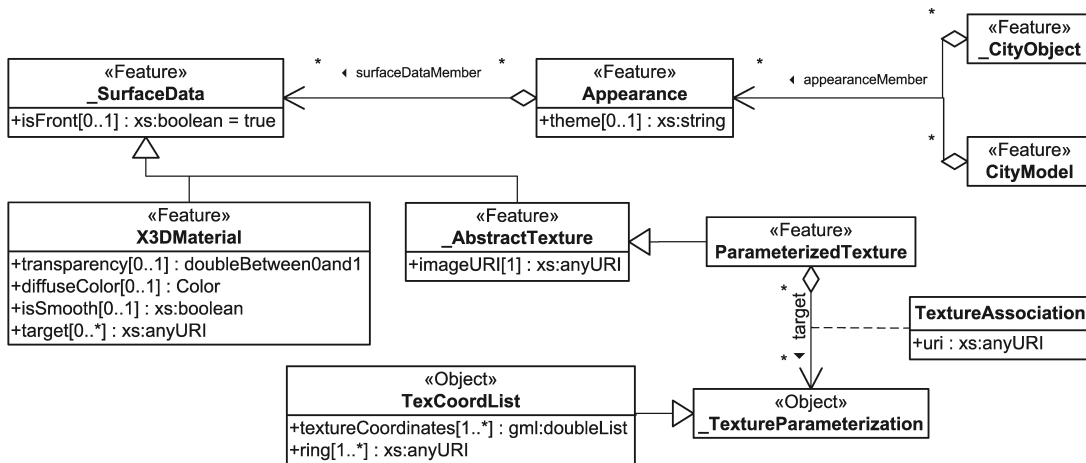 «Feature»
_SurfaceData
+isFront[0..1] : xs:boolean = true
*
surfaceDataMember
*
«Feature»
Appearance
+theme[0..1] : xs:string
*
appearanceMember
*
«Feature»
_CityObject
*
«Feature»
CityModel
«Feature»
X3DMaterial
+transparency[0..1] : doubleBetween0and1
+diffuseColor[0..1] : Color
+isSmooth[0..1] : xs:boolean
+target[0..*] : xs:anyURI
«Feature»
_AbstractTexture
+imageURI[1] : xs:anyURI
«Feature»
ParameterizedTexture
*
target
*
TextureAssociation
+uri : xs:anyURI
«Object»
TexCoordList
+textureCoordinates[1..*] : gml:doubleList
+ring[1..*] : xs:anyURI
«Object»
_TextureParameterization